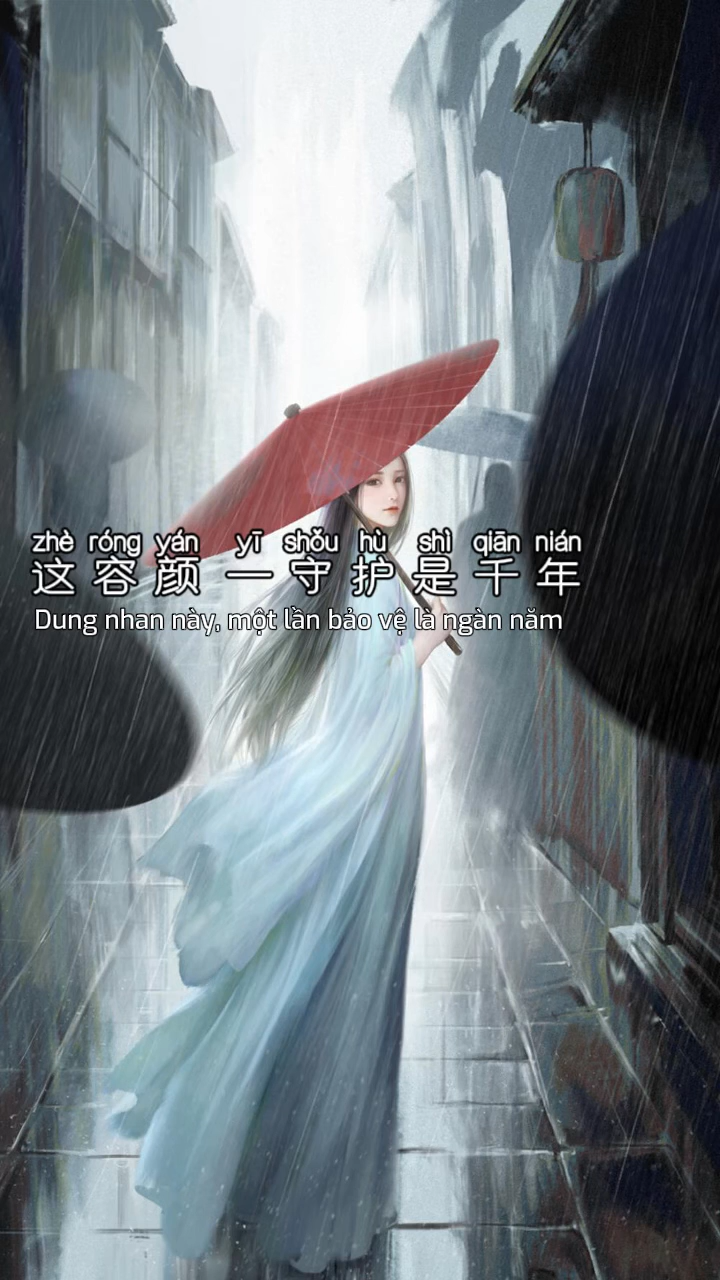 zhè róng yán yī shǒu hù shì qiān nián
这容颜一守护是千年
Dung nhan này, một lần bảo vệ là ngàn năm